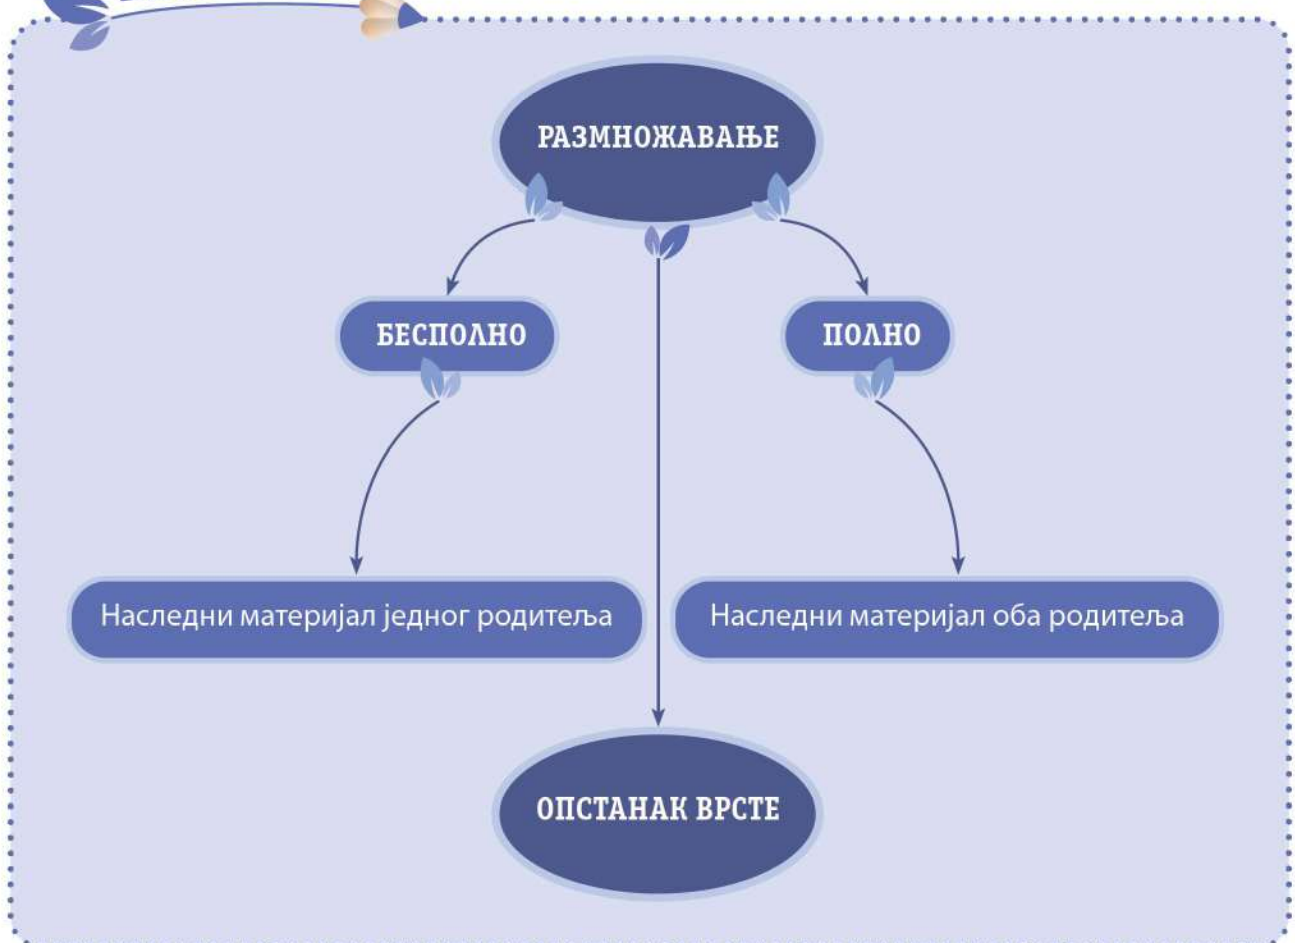 РАЗМНОЖАВАЊЕ
БЕСПОЛНО
ПОЛНО
Наследни материјал једног родитеља
Наследни материјал оба родитеља
ОПСТАНАК ВРСТЕ